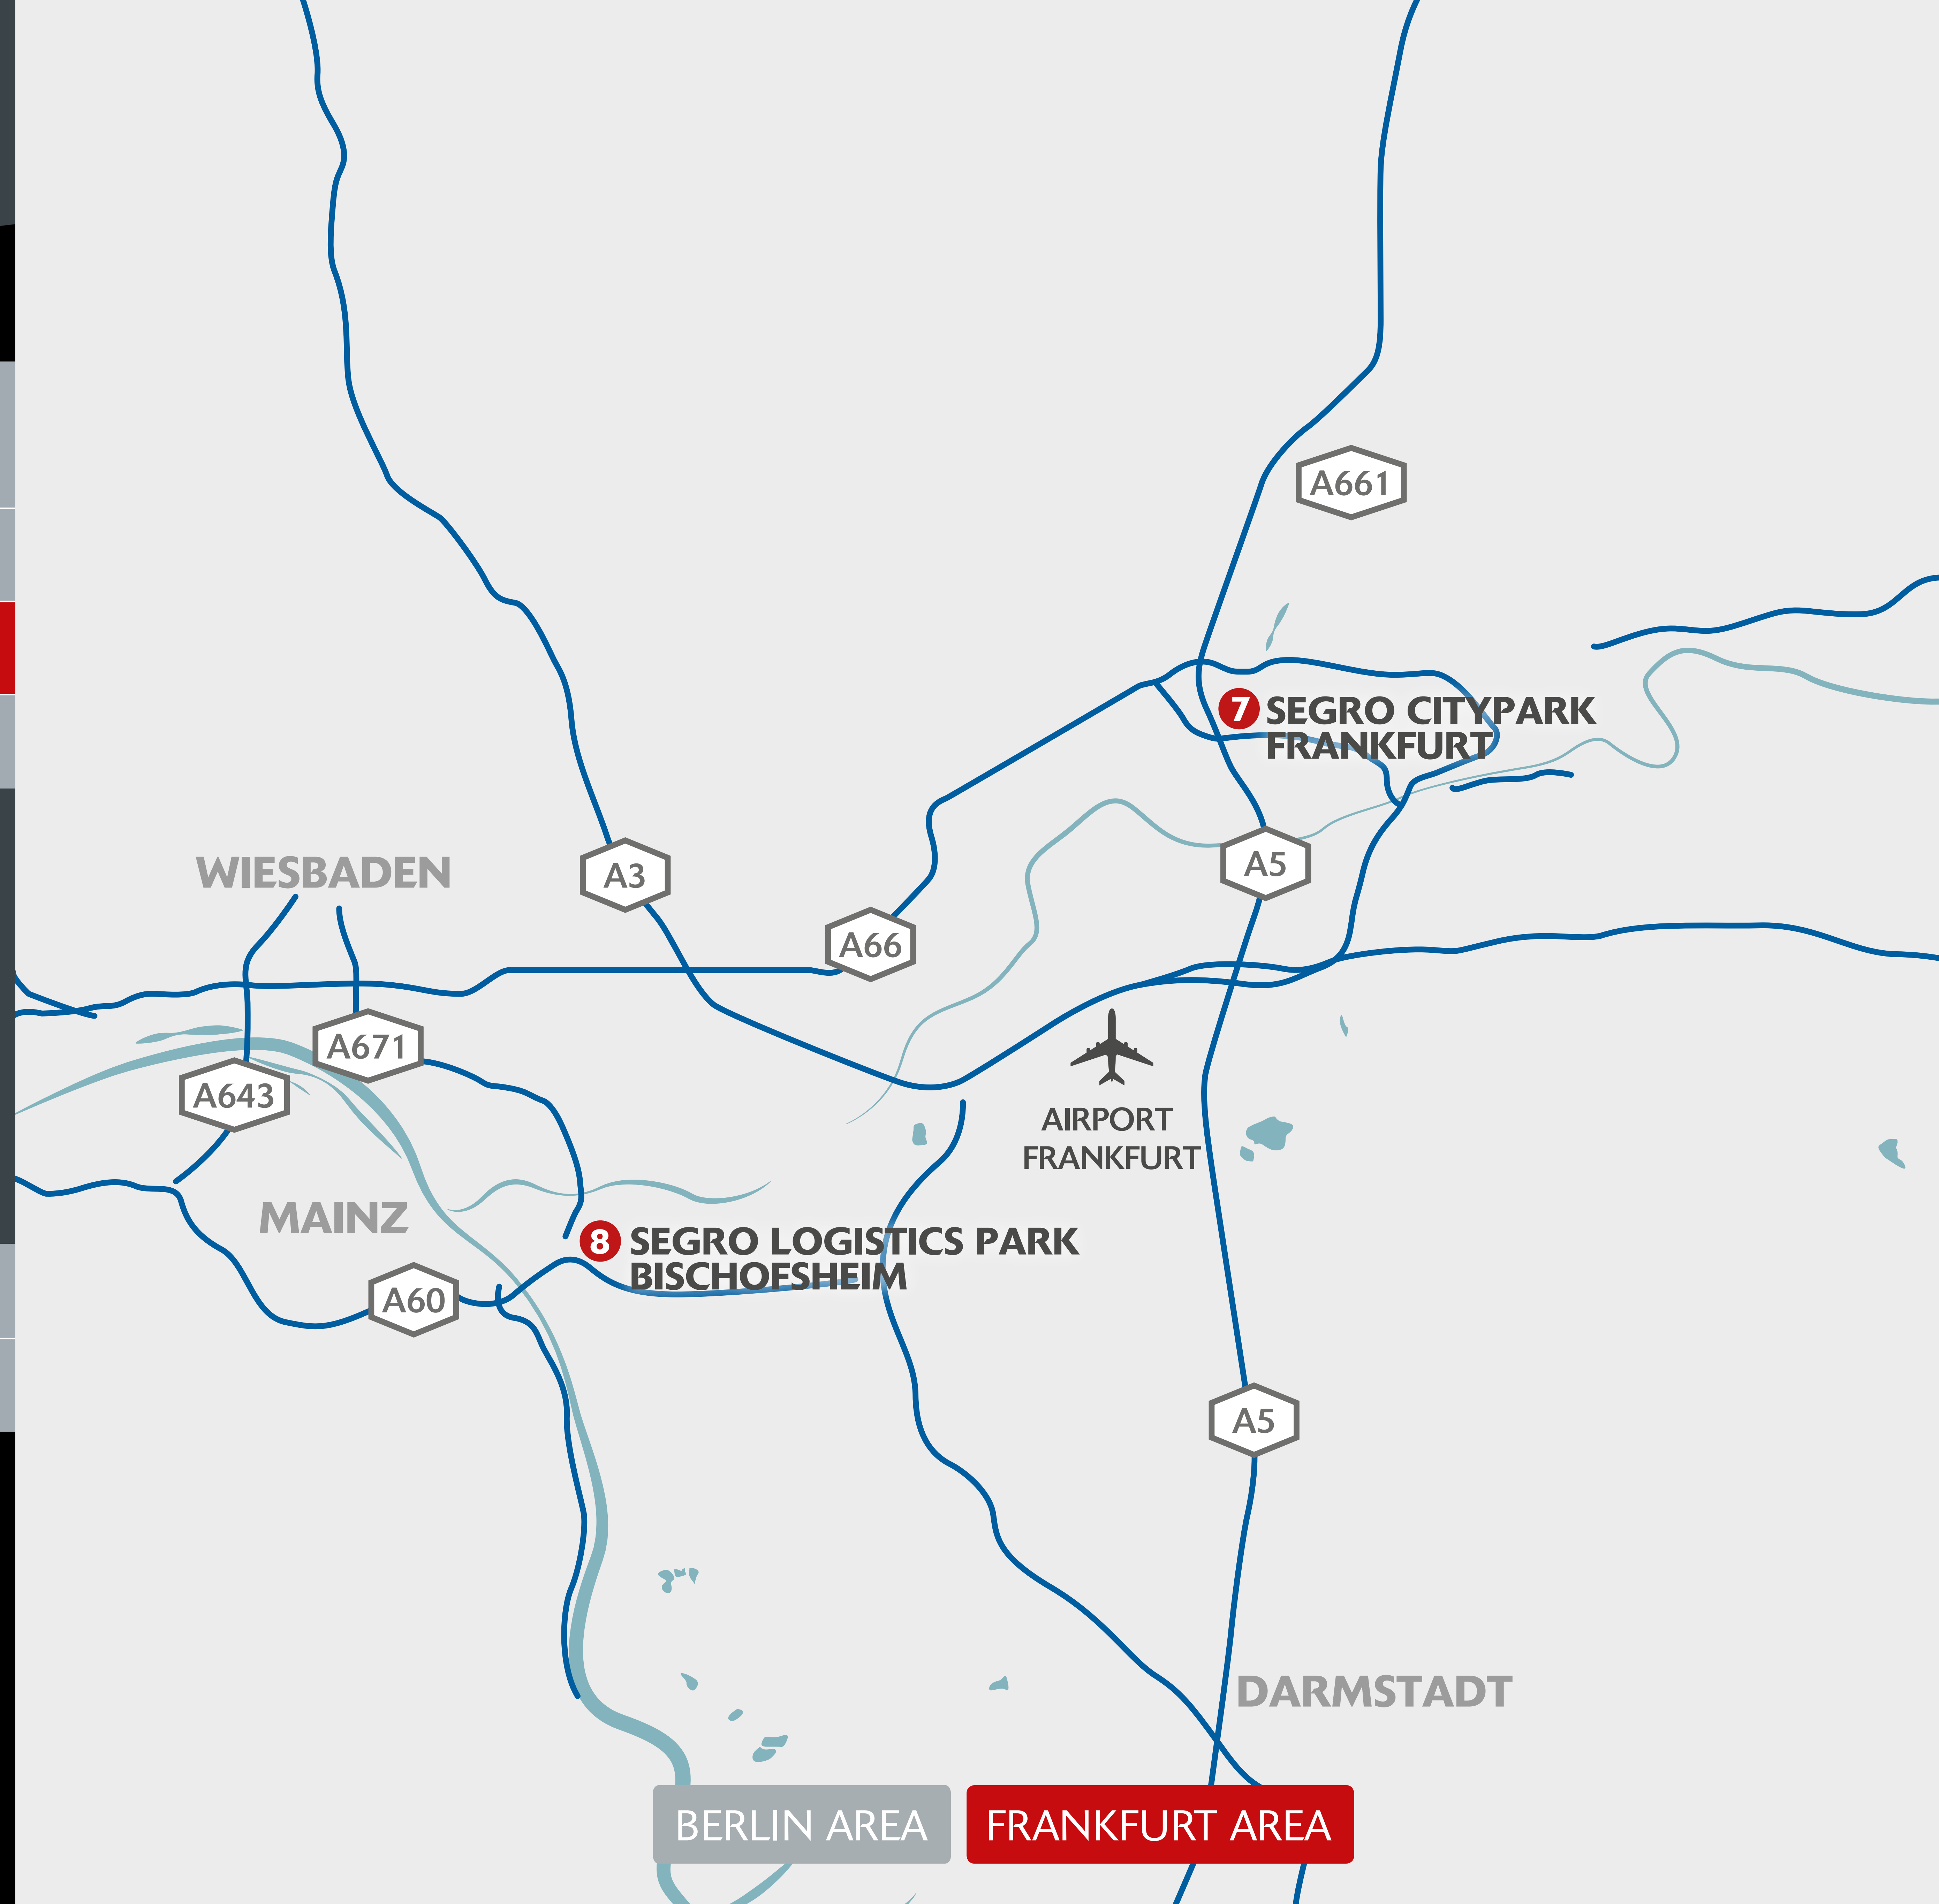 A661
7 SEGRO CITYPARK
FRANKFURT
A5
WIESBADEN
A3
A66
A671
A643
AIRPORT
FRANKFURT
MAINZ
8 SEGRO LOGISTICS PARK
BISCHOFSHEIM
A60
A5
DARMSTADT
BERLIN AREA
FRANKFURT AREA